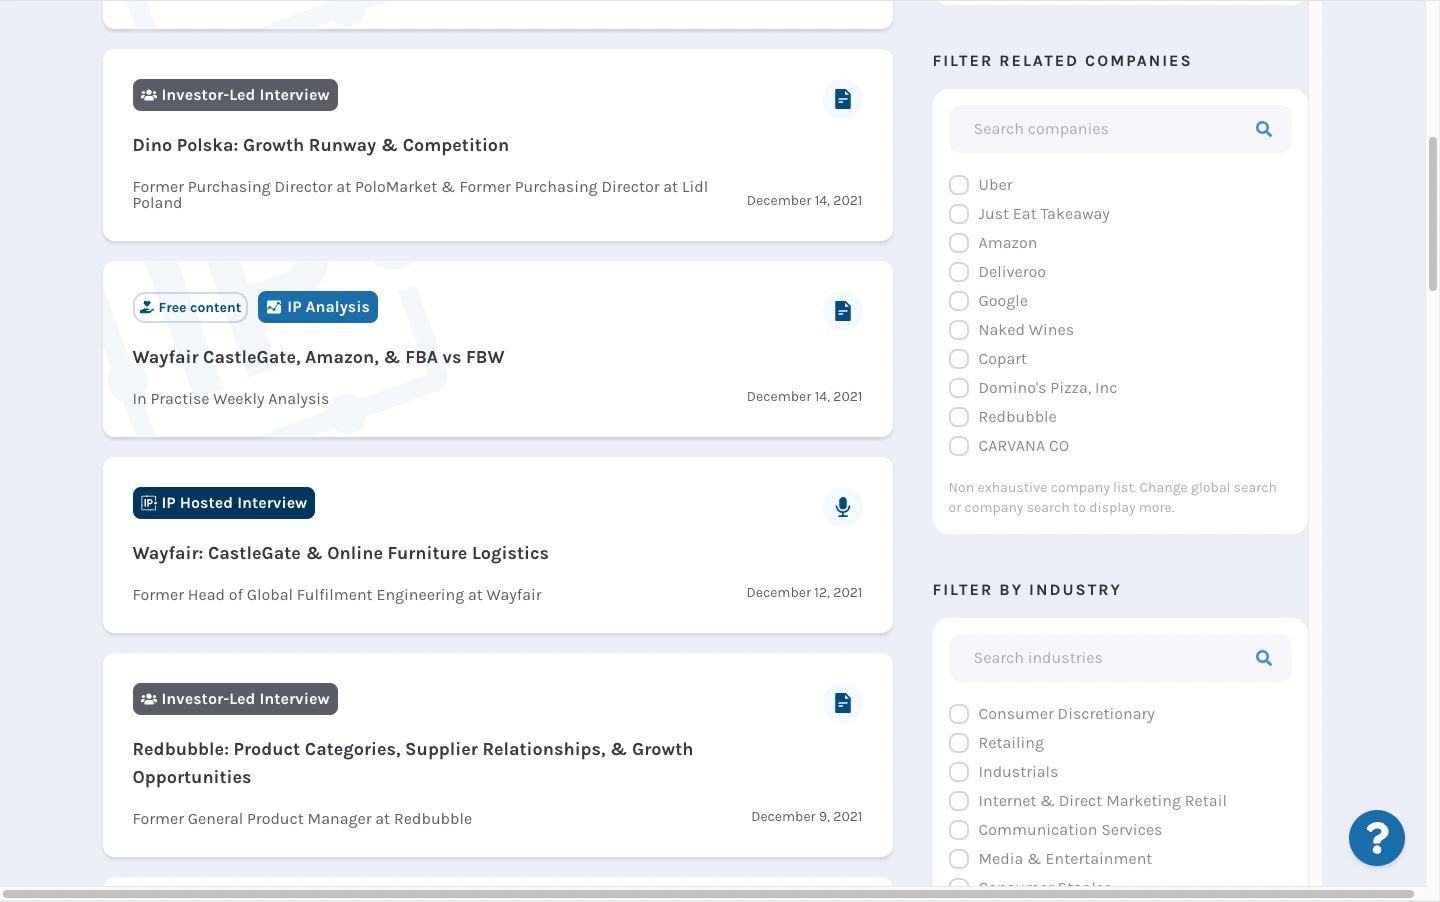 Investor-Led Interview
Dino Polska: Growth Runway & Competition
Former Purchasing Director at PoloMarket & Former Purchasing Director at Lidl
Poland
December 14, 2021
Free content
IP Analysis
Wayfair CastleGate, Amazon, & FBA vs FBW
In Practise Weekly Analysis
December 14, 2021
IP Hosted Interview
Wayfair: CastleGate & Online Furniture Logistics
Former Head of Global Fulfilment Engineering at Wayfair
December 12, 2021
Investor-Led Interview
Redbubble: Product Categories, Supplier Relationships, & Growth
Opportunities
Former General Product Manager at Redbubble
December 9, 2021
FILTER RELATED COMPANIES
Search companies
Uber
Just Eat Takeaway
Amazon
Deliveroo
Google
Naked Wines
Copart
Domino's Pizza, Inc
Redbubble
CARVANA CO
Non exhaustive company list. Change global search
or company search to display more.
FILTER BY INDUSTRY
Search industries
Consumer Discretionary
Retailing
Industrials
Internet & Direct Marketing Retail
Communication Services
Media & Entertainment
Consumer Staples
?